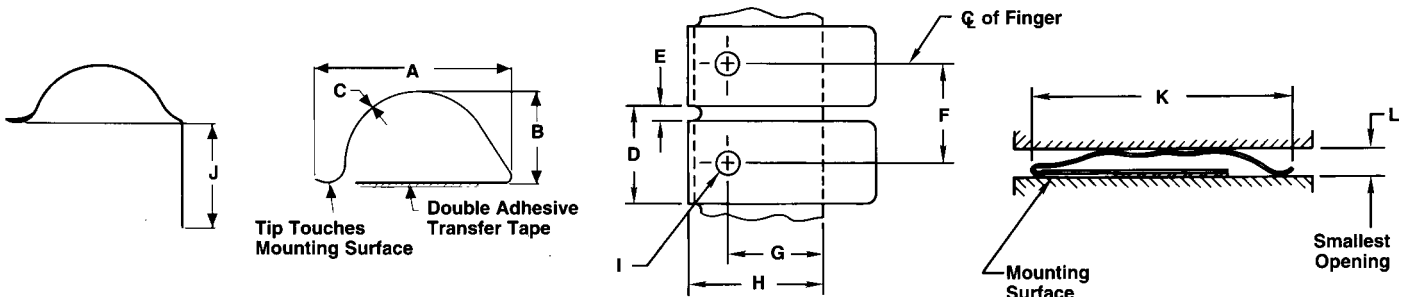 J
A
C
B
Tip Touches
Mounting Surface
Double Adhesive
Transfer Tape
E
D
℄ of Finger
F
I
G
H
K
L
Mounting
Surface
Smallest
Opening